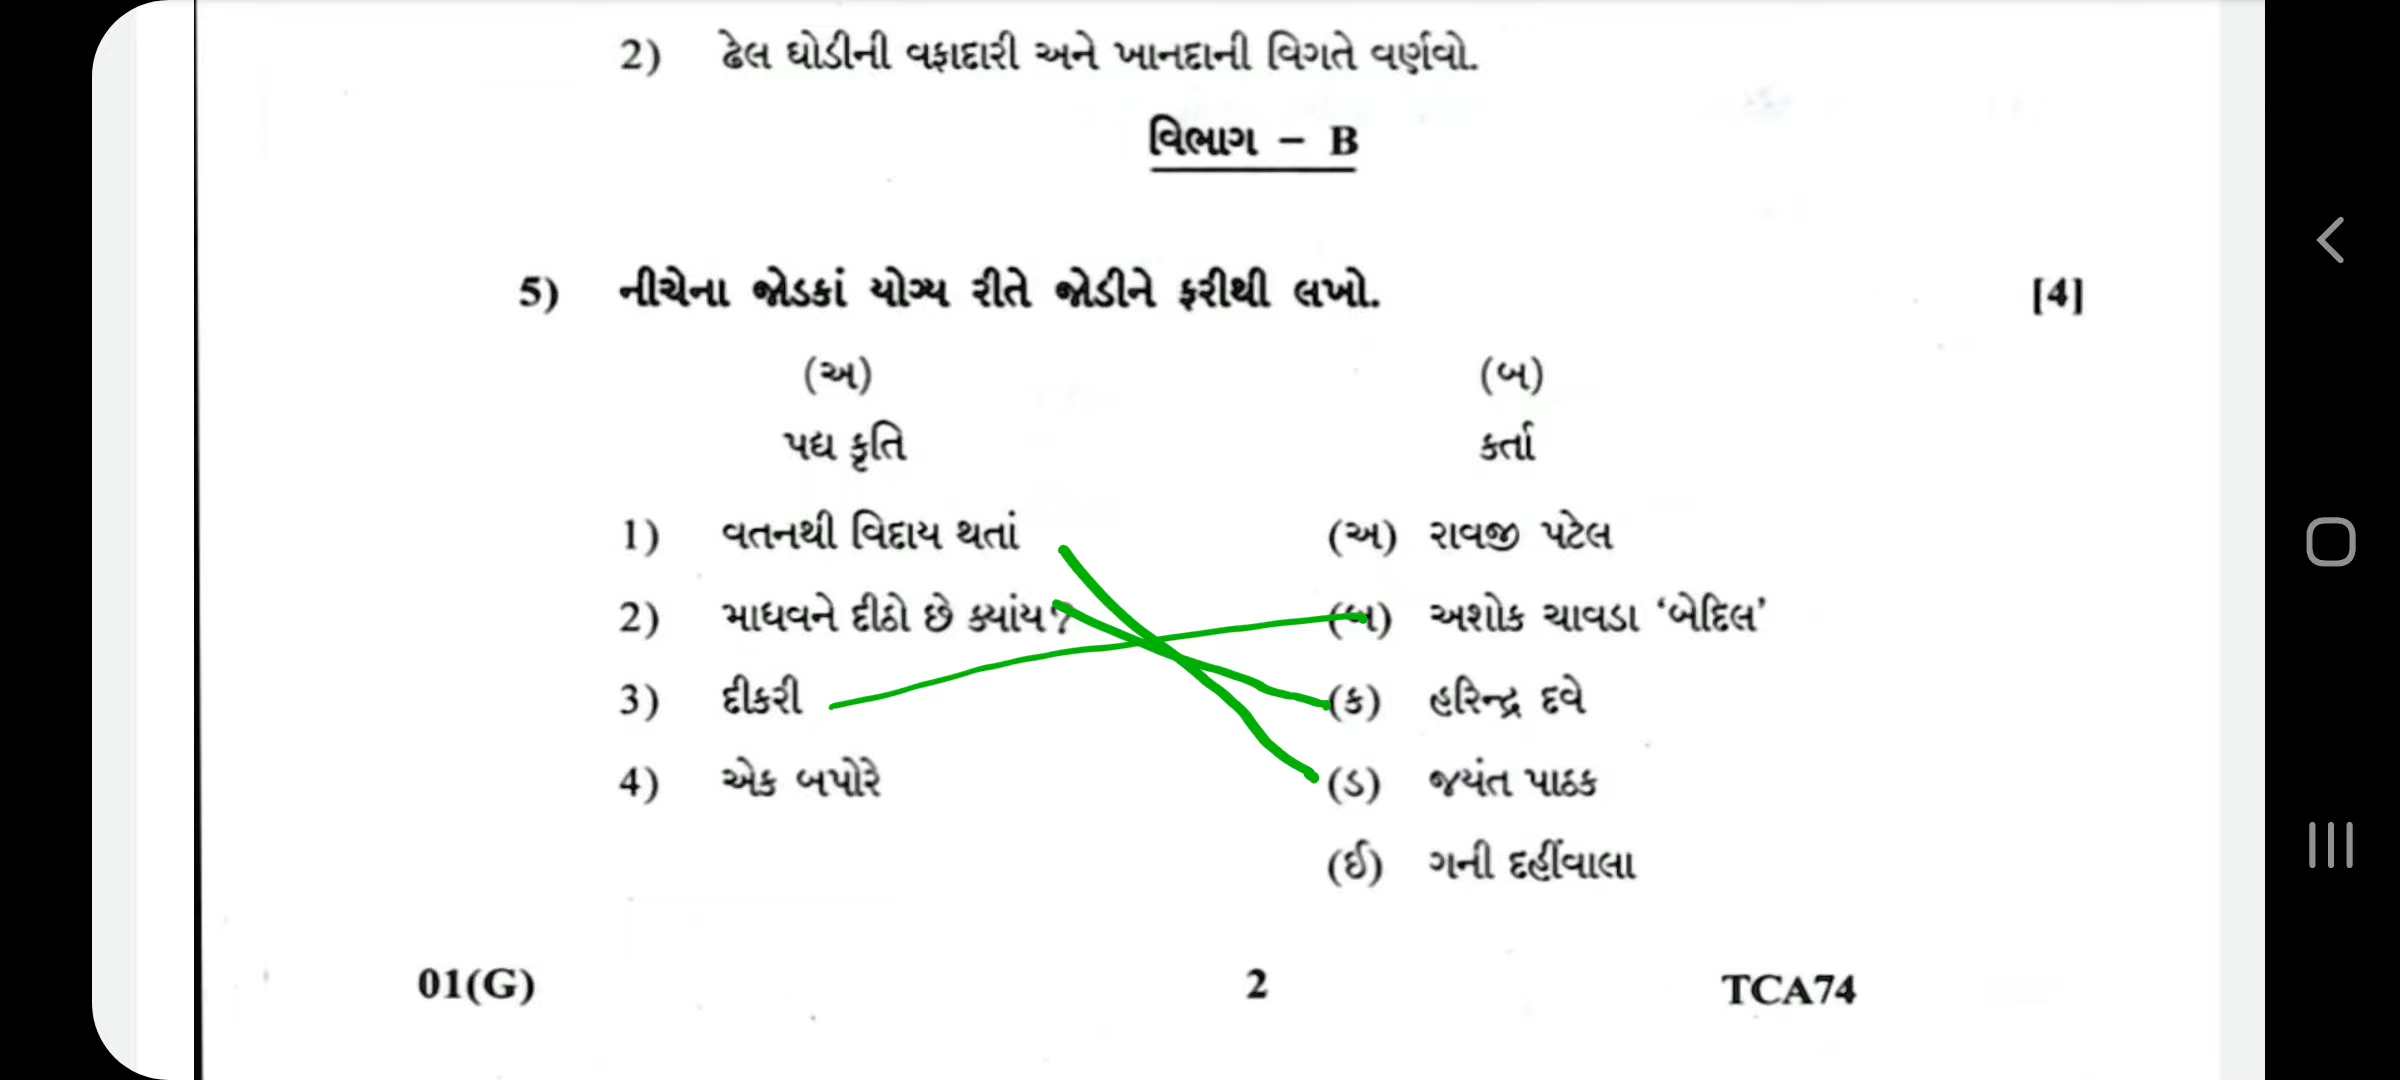 2) ઢેલ ઘોડીની વફાદારી અને ખાનદાની વિગતે વર્ણવો.
વિભાગ – B
5) નીચેના જોડકાં યોગ્ય રીતે જોડીને ફરીથી લખો. [4]
(અ) (બ)
પદ્ય કૃતિ કર્તા
1) વતનથી વિદાય થતાં (અ) રાવજી પટેલ
2) માધવને દીઠો છે ક્યાંય? (બ) અશોક ચાવડા ‘બેદિલ’
3) દીકરી (ક) હરિન્દ્ર દવે
4) એક બપોરે (ડ) જયંત પાઠક
(ઈ) ગની દહીંવાલા
01(G) 2 TCA74